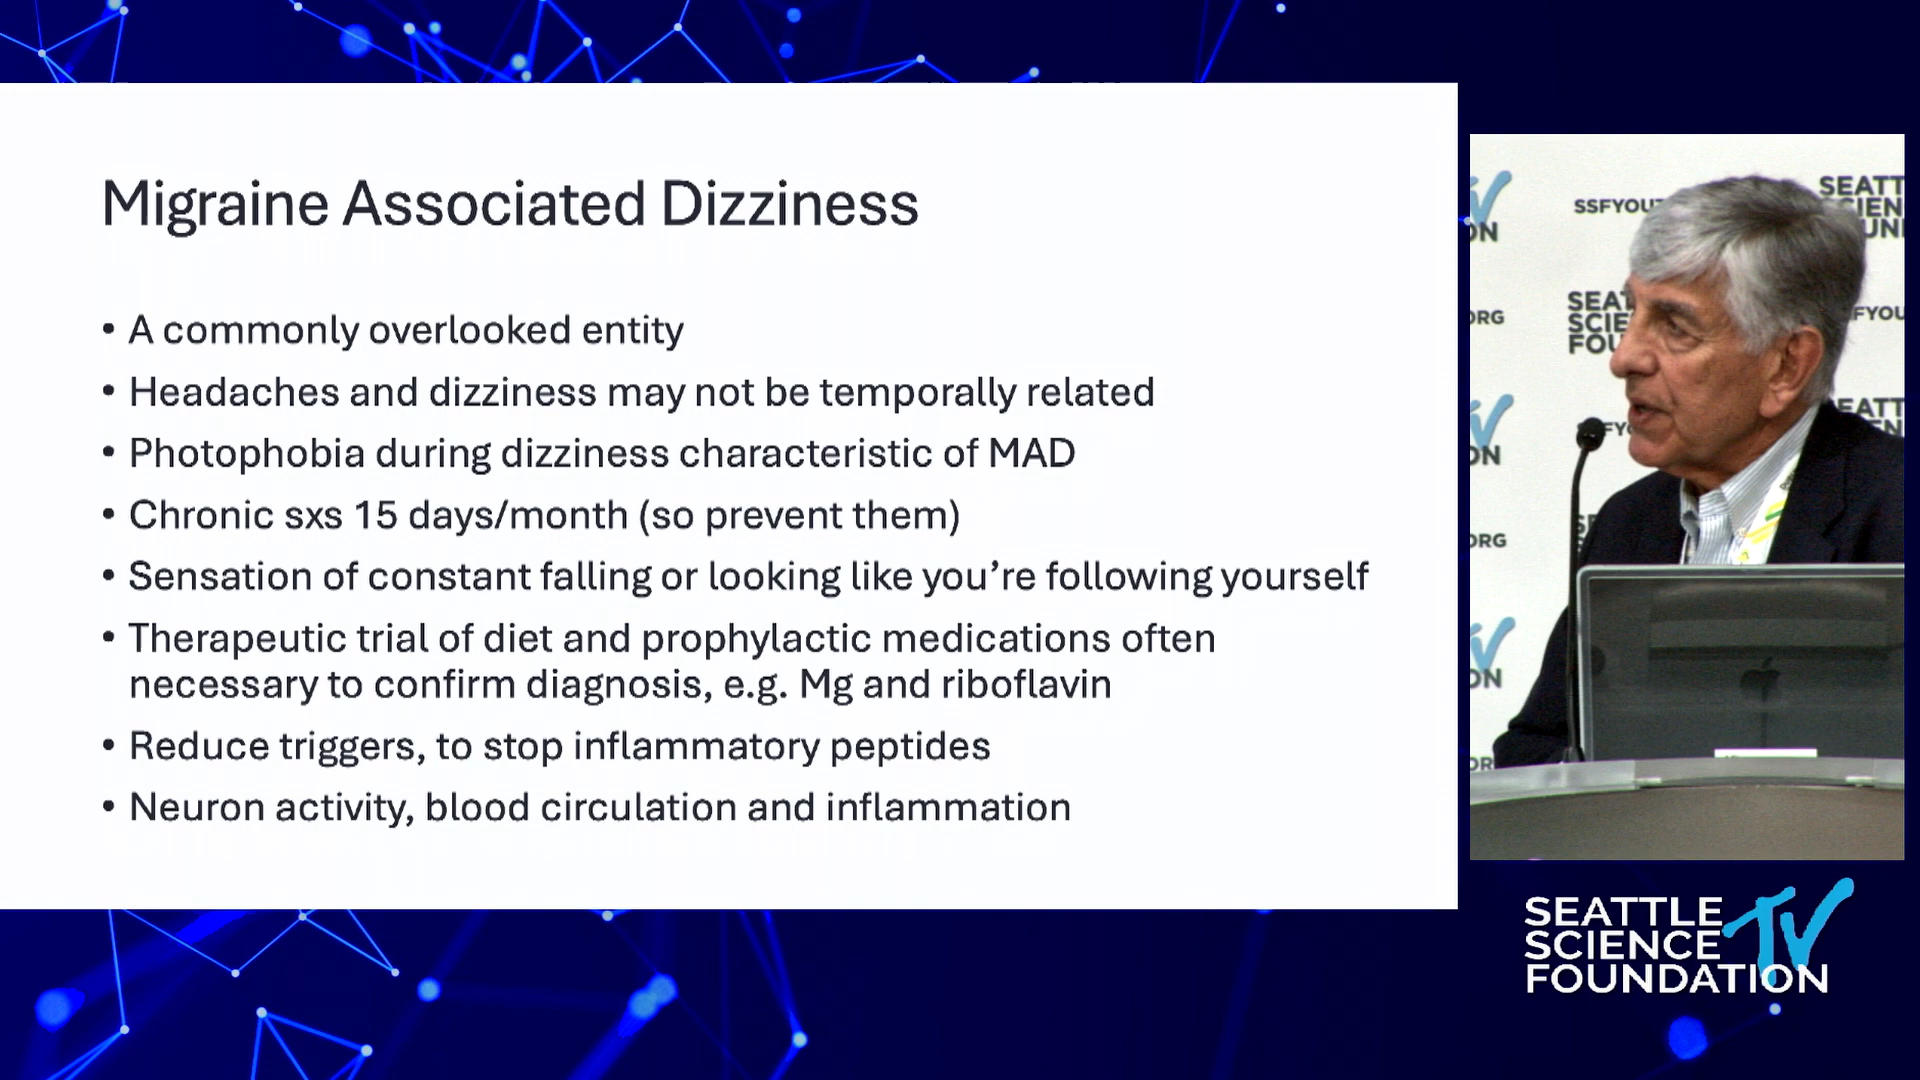 Migraine Associated Dizziness
• A commonly overlooked entity
• Headaches and dizziness may not be temporally related
• Photophobia during dizziness characteristic of MAD
• Chronic sxs 15 days/month (so prevent them)
• Sensation of constant falling or looking like you're following yourself
• Therapeutic trial of diet and prophylactic medications often
necessary to confirm diagnosis, e.g. Mg and riboflavin
• Reduce triggers, to stop inflammatory peptides
• Neuron activity, blood circulation and inflammation
SEATTLE
SCIENCE TV
FOUNDATION